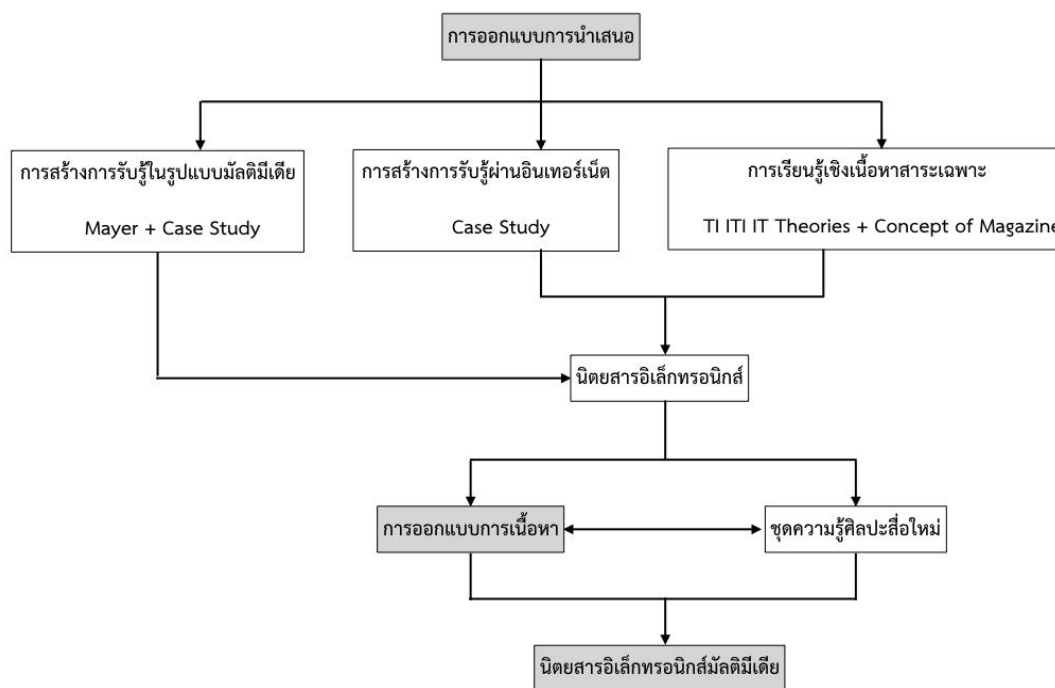 การออกแบบการนำเสนอ
การสร้างการรับรู้ในรูปแบบมัลติมีเดีย
Mayer + Case Study
การสร้างการรับรู้ผ่านอินเทอร์เน็ต
Case Study
การเรียนรู้เชิงเนื้อหาสาระเฉพาะ
TI ITI IT Theories + Concept of Magazine
นิตยสารอิเล็กทรอนิกส์
การออกแบบการเนื้อหา
ชุดความรู้ศิลปะสื่อใหม่
นิตยสารอิเล็กทรอนิกส์มัลติมีเดีย